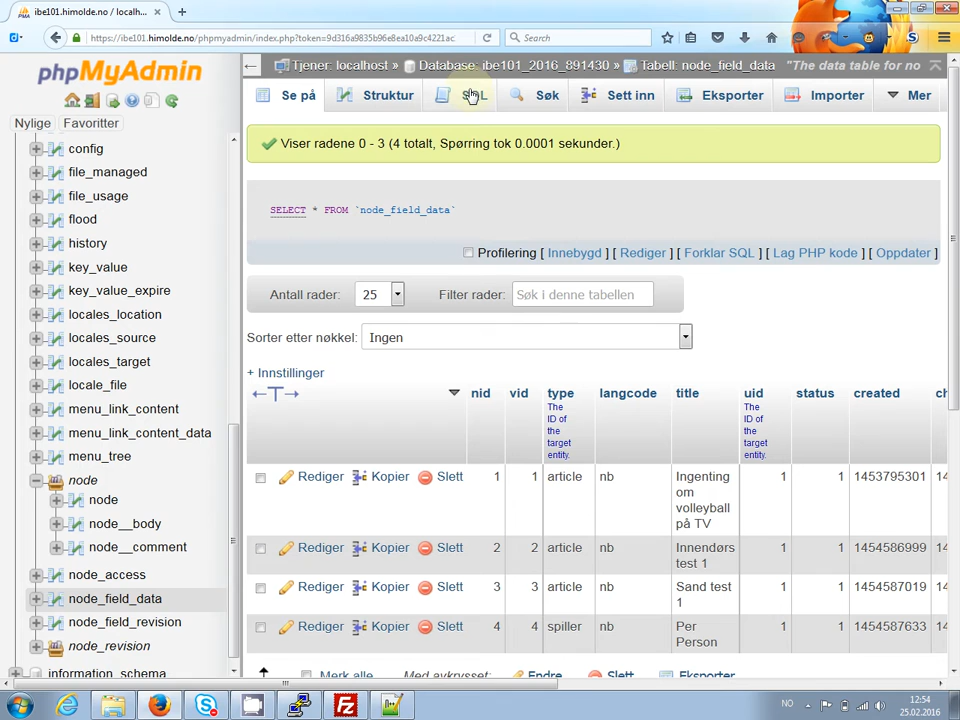 ibe101.himolde.no / localh...
https://ibe101.himolde.no/phpmyadmin/index.php?token=9d316a9835b96e8ea10a9c4221ac
Search
phpMyAdmin
Nylige Favoritter
config
file_managed
file_usage
flood
history
key_value
key_value_expire
locales_location
locales_source
locales_target
locale_file
menu_link_content
menu_link_content_data
menu_tree
node
node
node__body
node__comment
node_access
node_field_data
node_field_revision
node_revision
information_schema
Tjener: localhost » Database: ibe101_2016_891430 » Tabell: node_field_data "The data table for no
Se på Struktur SQL Søk Sett inn Eksporter Importer Mer
Viser radene 0 - 3 (4 totalt, Spørring tok 0.0001 sekunder.)
SELECT * FROM `node_field_data`
Profilering [ Innebygd ] [ Rediger ] [ Forklar SQL ] [ Lag PHP kode ] [ Oppdater ]
Antall rader: 25 Filter rader: Søk i denne tabellen
Sorter etter nøkkel: Ingen
+ Innstillinger
←T→ nid vid type langcode title uid status created ch
The ID of the target entity. The ID of the target entity.
Rediger Kopier Slett 1 1 article nb Ingenting om volleyball på TV 1 1 1453795301 14
Rediger Kopier Slett 2 2 article nb Innendørs test 1 1 1 1454586999 14
Rediger Kopier Slett 3 3 article nb Sand test 1 1 1 1454587019 14
Rediger Kopier Slett 4 4 spiller nb Per Person 1 1 1454587633 14
Merk alle Med avkrysset: Endre Slett Eksporter
NO 12:54
25.02.2016